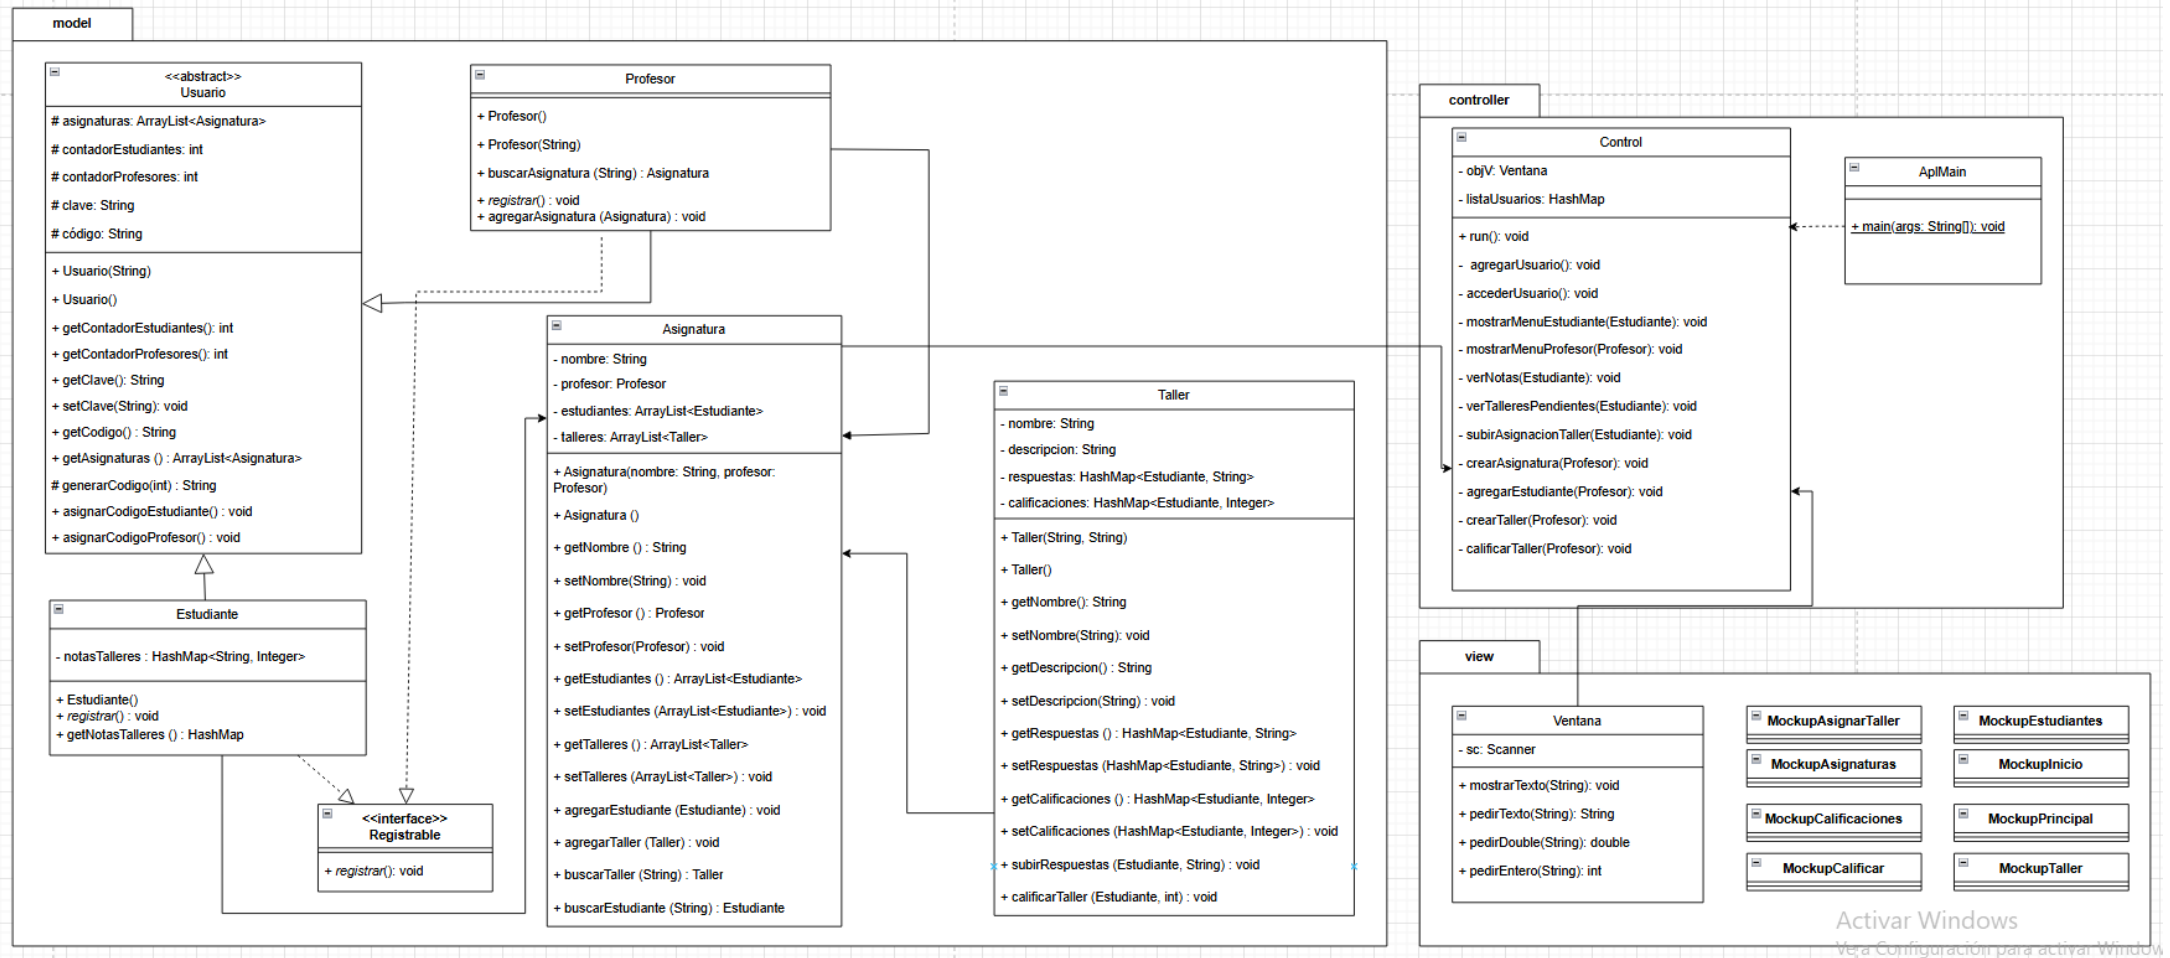 model
<<abstract>>
Usuario
# asignaturas: ArrayList<Asignatura>
# contadorEstudiantes: int
# contadorProfesores: int
# clave: String
# código: String
+ Usuario(String)
+ Usuario()
+ getContadorEstudiantes(): int
+ getContadorProfesores(): int
+ getClave(): String
+ setClave(String): void
+ getCodigo() : String
+ getAsignaturas () : ArrayList<Asignatura>
# generarCodigo(int) : String
+ asignarCodigoEstudiante() : void
+ asignarCodigoProfesor() : void
Estudiante
- notasTalleres : HashMap<String, Integer>
+ Estudiante()
+ registrar() : void
+ getNotasTalleres () : HashMap
<<interface>>
Registrable
+ registrar(): void
Profesor
+ Profesor()
+ Profesor(String)
+ buscarAsignatura (String) : Asignatura
+ registrar() : void
+ agregarAsignatura (Asignatura) : void
Asignatura
- nombre: String
- profesor: Profesor
- estudiantes: ArrayList<Estudiante>
- talleres: ArrayList<Taller>
+ Asignatura(nombre: String, profesor:
Profesor)
+ Asignatura ()
+ getNombre () : String
+ setNombre(String) : void
+ getProfesor () : Profesor
+ setProfesor(Profesor) : void
+ getEstudiantes () : ArrayList<Estudiante>
+ setEstudiantes (ArrayList<Estudiante>) : void
+ getTalleres () : ArrayList<Taller>
+ setTalleres (ArrayList<Taller>) : void
+ agregarEstudiante (Estudiante) : void
+ agregarTaller (Taller) : void
+ buscarTaller (String) : Taller
+ buscarEstudiante (String) : Estudiante
Taller
- nombre: String
- descripcion: String
- respuestas: HashMap<Estudiante, String>
- calificaciones: HashMap<Estudiante, Integer>
+ Taller(String, String)
+ Taller()
+ getNombre(): String
+ setNombre(String): void
+ getDescripcion() : String
+ setDescripcion(String) : void
+ getRespuestas () : HashMap<Estudiante, String>
+ setRespuestas (HashMap<Estudiante, String>) : void
+ getCalificaciones () : HashMap<Estudiante, Integer>
+ setCalificaciones (HashMap<Estudiante, Integer>) : void
+ subirRespuestas (Estudiante, String) : void
+ calificarTaller (Estudiante, int) : void
controller
Control
- objV: Ventana
- listaUsuarios: HashMap
+ run(): void
- agregarUsuario(): void
- accederUsuario(): void
- mostrarMenuEstudiante(Estudiante): void
- mostrarMenuProfesor(Profesor): void
- verNotas(Estudiante): void
- verTalleresPendientes(Estudiante): void
- subirAsignacionTaller(Estudiante): void
- crearAsignatura(Profesor): void
- agregarEstudiante(Profesor): void
- crearTaller(Profesor): void
- calificarTaller(Profesor): void
AplMain
+ main(args: String[]): void
view
Ventana
- sc: Scanner
+ mostrarTexto(String): void
+ pedirTexto(String): String
+ pedirDouble(String): double
+ pedirEntero(String): int
MockupAsignarTaller
MockupEstudiantes
MockupAsignaturas
MockupInicio
MockupCalificaciones
MockupPrincipal
MockupCalificar
MockupTaller
Activar Windows
Ve a Configuración para activar Window